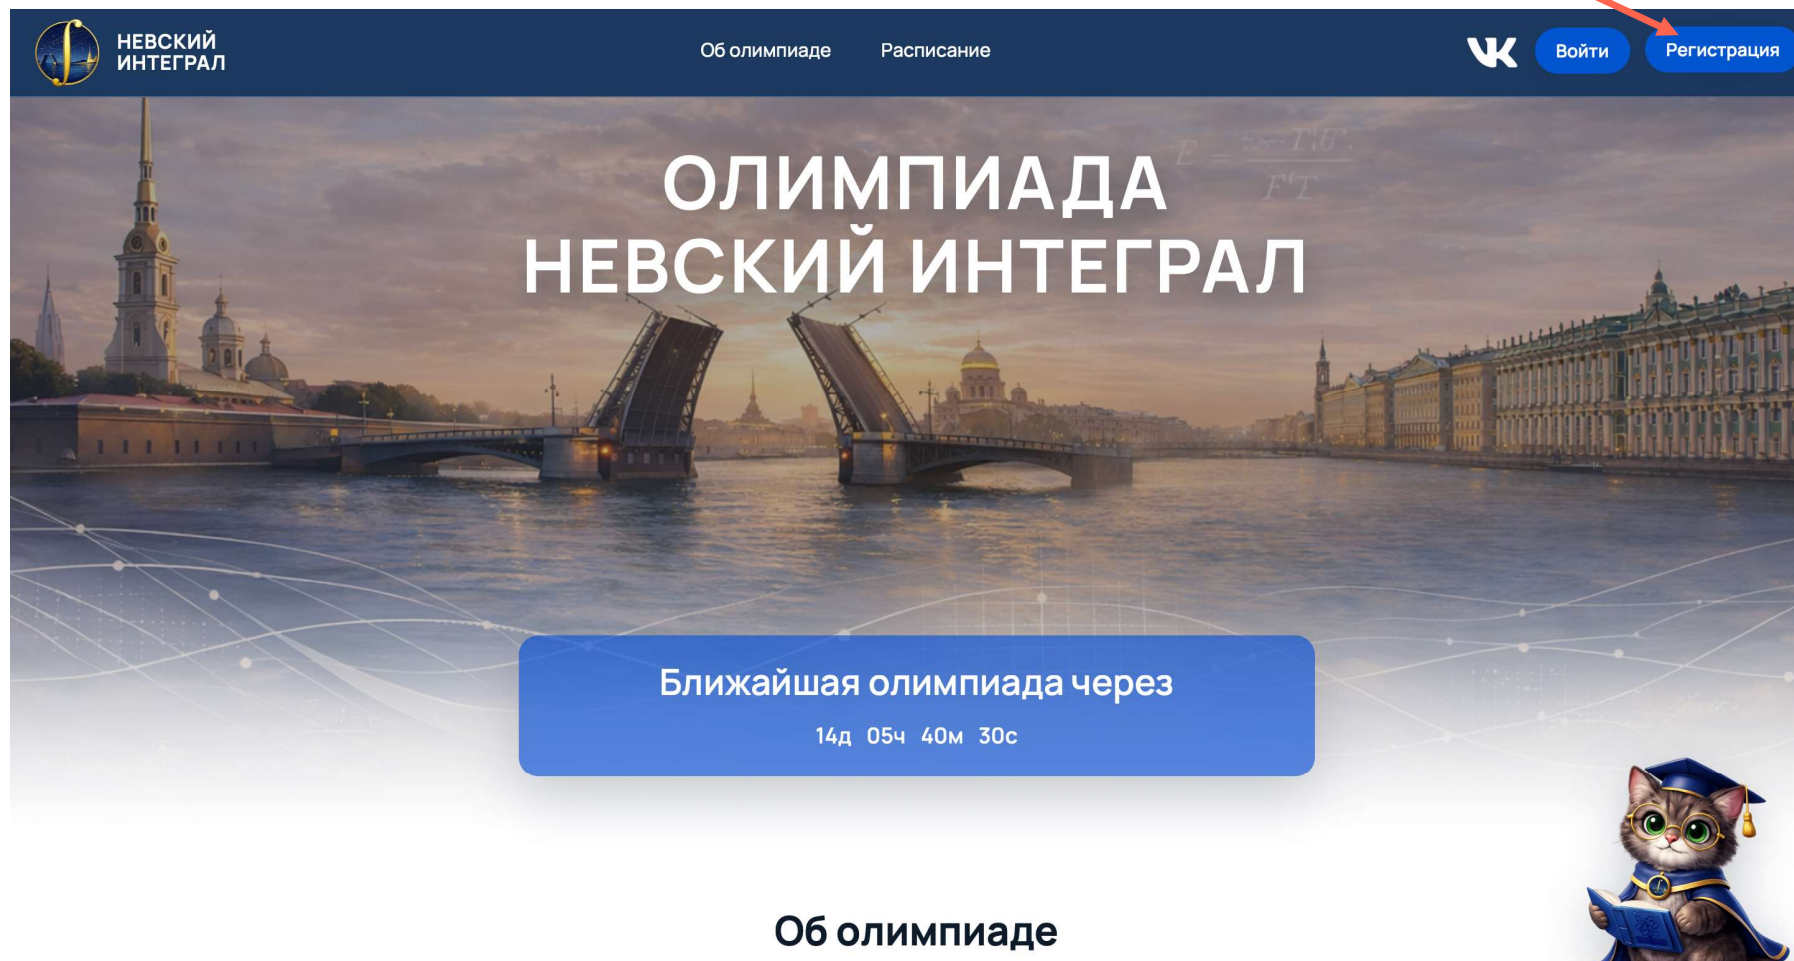 НЕВСКИЙ
ИНТЕГРАЛ
Об олимпиаде
Расписание
Войти
Регистрация
ОЛИМПИАДА
НЕВСКИЙ ИНТЕГРАЛ
Ближайшая олимпиада через
14д 05ч 40м 30с
Об олимпиаде